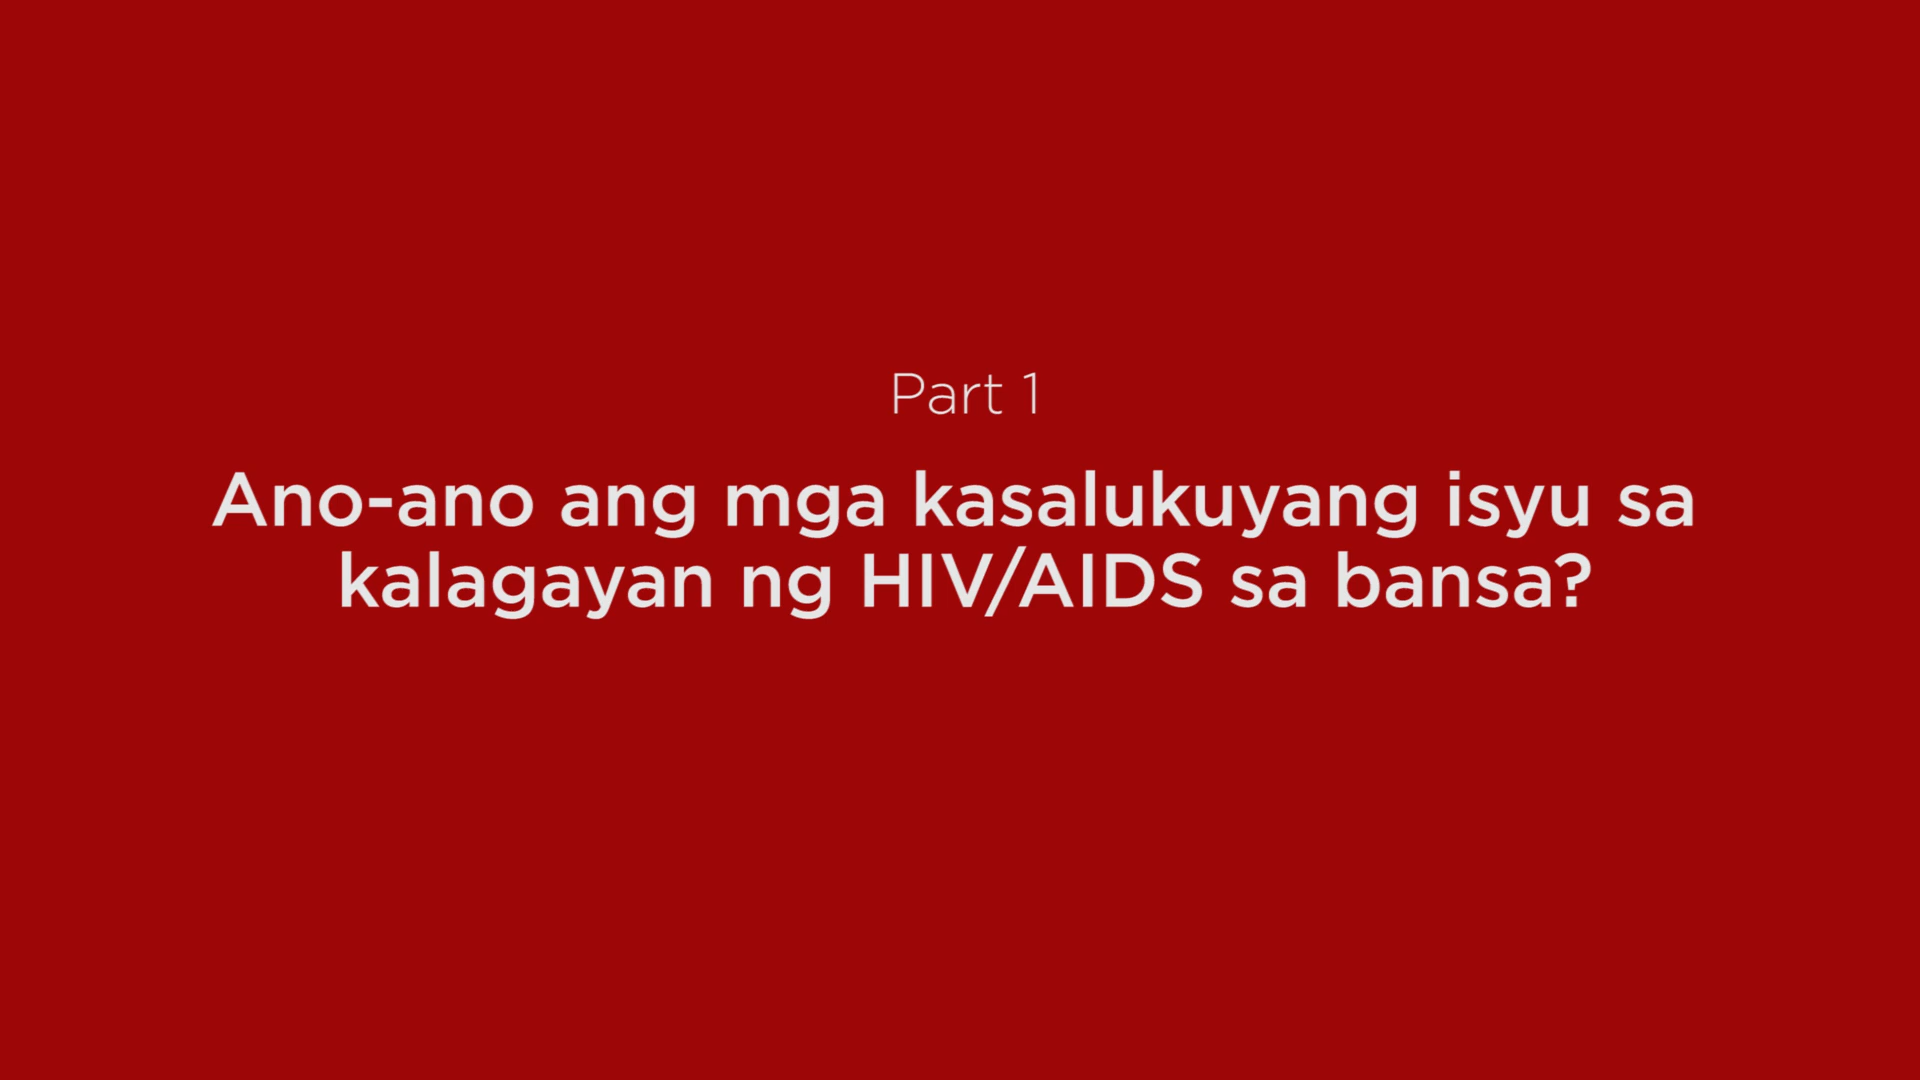 Part 1
Ano-ano ang mga kasalukuyang isyu sa
kalagayan ng HIV/AIDS sa bansa?